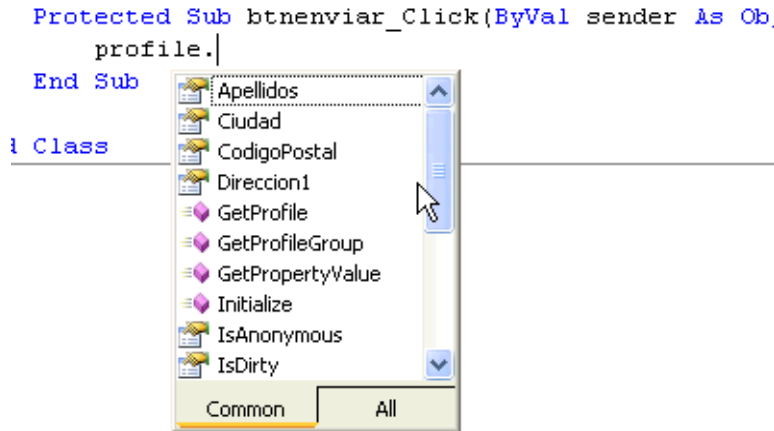 Protected Sub btnenviar_Click(ByVal sender As Ob
profile.
End Sub
Class
Apellidos
Ciudad
CodigoPostal
Direccion1
GetProfile
GetProfileGroup
GetPropertyValue
Initialize
IsAnonymous
IsDirty
Common All